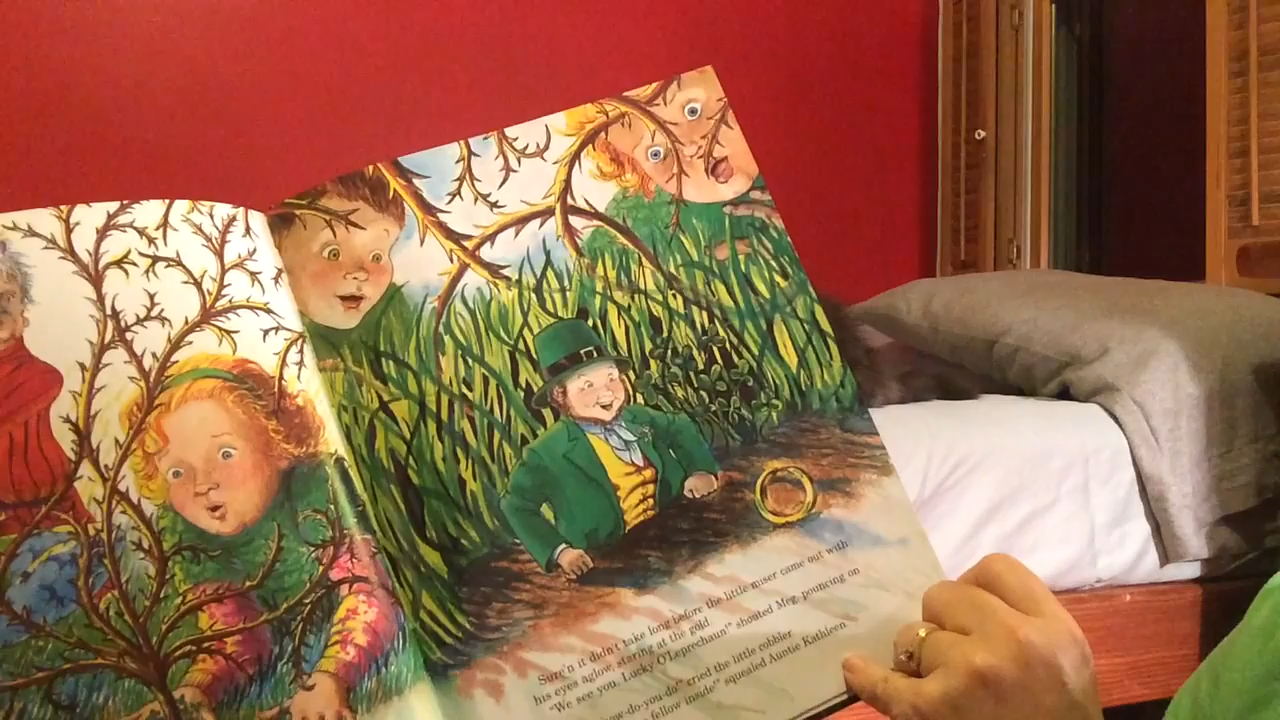 Sure'n it didn't take long before the little miser came out with
his eyes aglow, staring at the gold.
"We see you, Lucky O'Leprechaun!" shouted Meg, pouncing on
how-do-you-do!" cried the little cobbler.
fellow inside!" squealed Auntie Kathleen